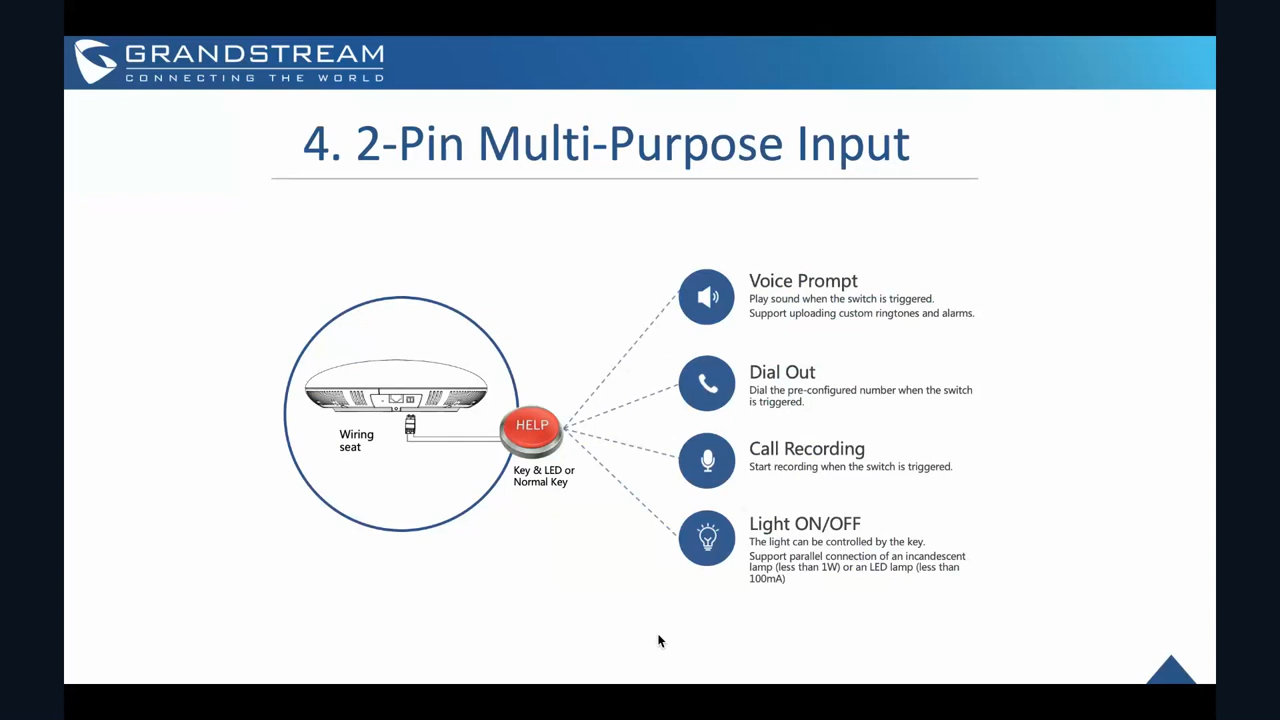 GRANDSTREAM
CONNECTING THE WORLD
4. 2-Pin Multi-Purpose Input
Wiring
seat
HELP
Key & LED or
Normal Key
Voice Prompt
Play sound when the switch is triggered.
Support uploading custom ringtones and alarms.
Dial Out
Dial the pre-configured number when the switch
is triggered.
Call Recording
Start recording when the switch is triggered.
Light ON/OFF
The light can be controlled by the key.
Support parallel connection of an incandescent
lamp (less than 1W) or an LED lamp (less than
100mA)